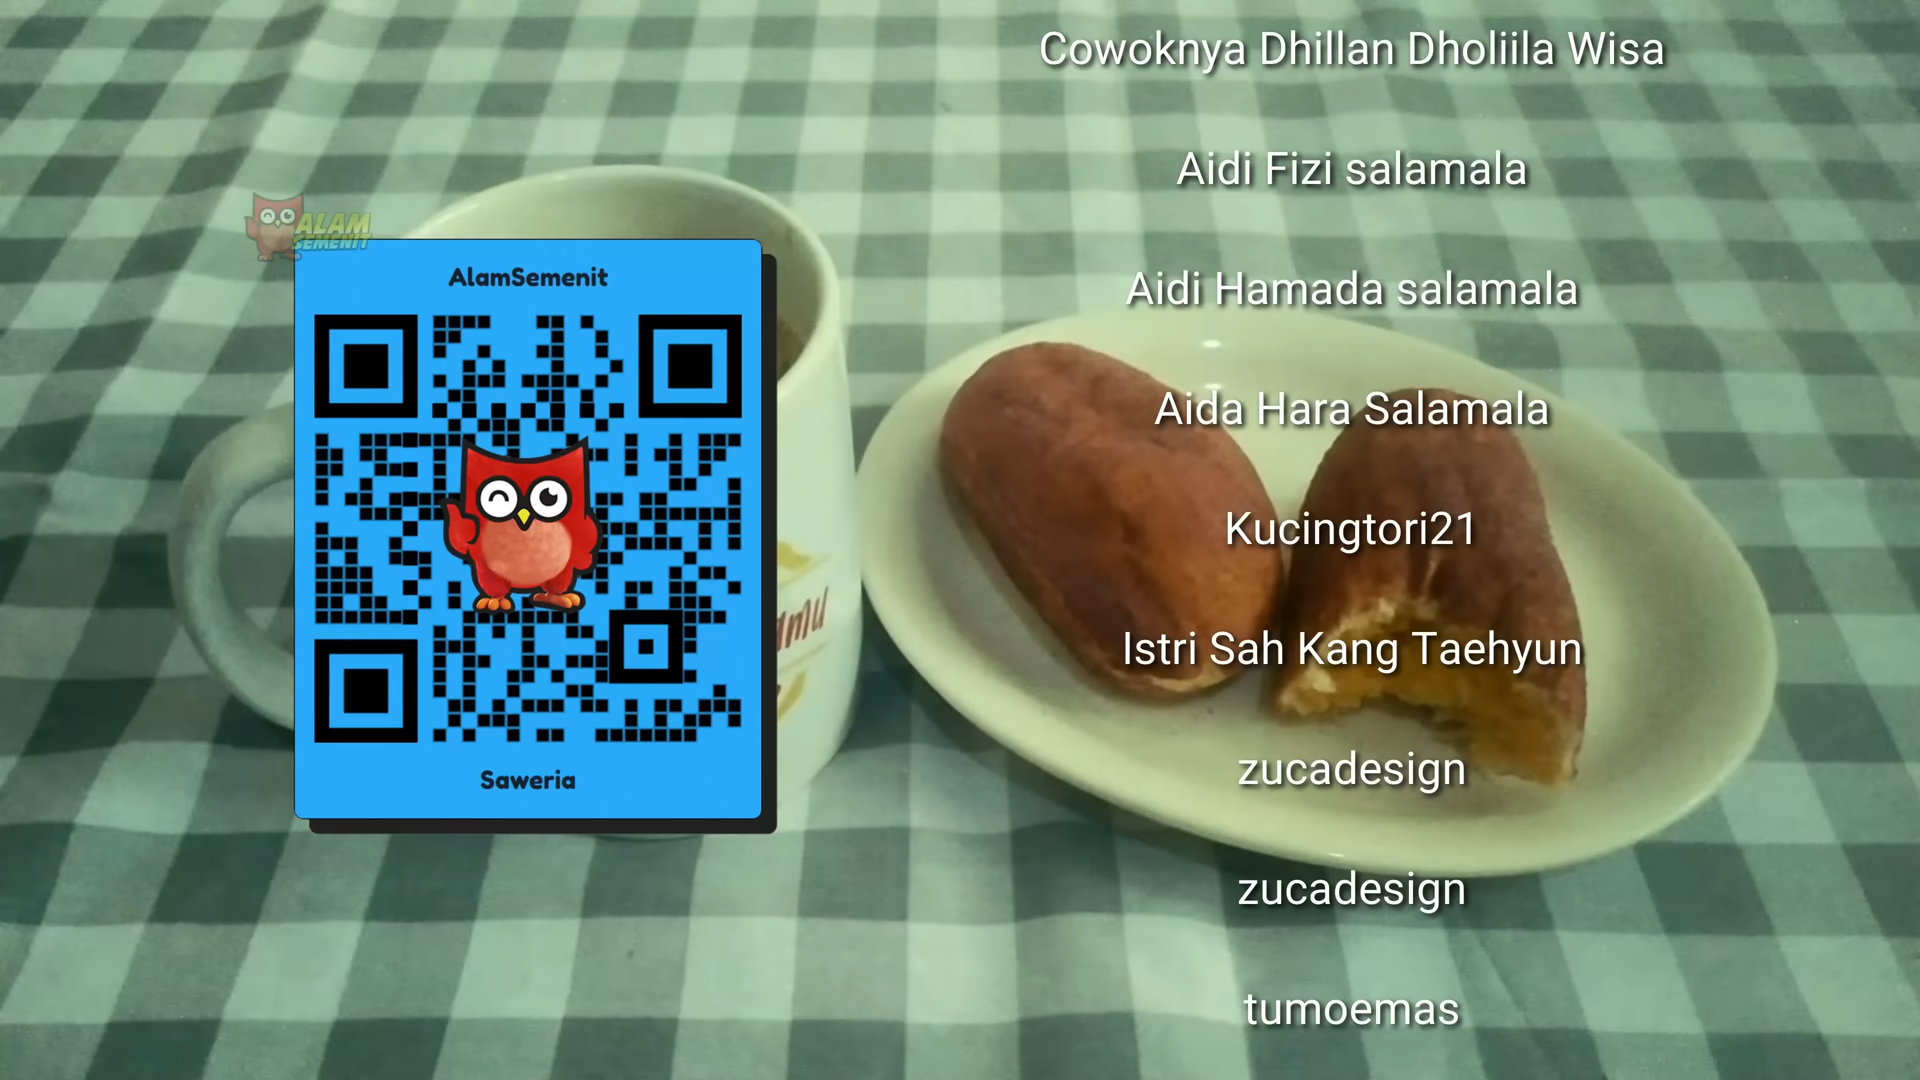 ALAM
SEMENIT
AlamSemenit
Saweria
Cowoknya Dhillan Dholiila Wisa
Aidi Fizi salamala
Aidi Hamada salamala
Aida Hara Salamala
Kucingtori21
Istri Sah Kang Taehyun
zucadesign
zucadesign
tumoemas